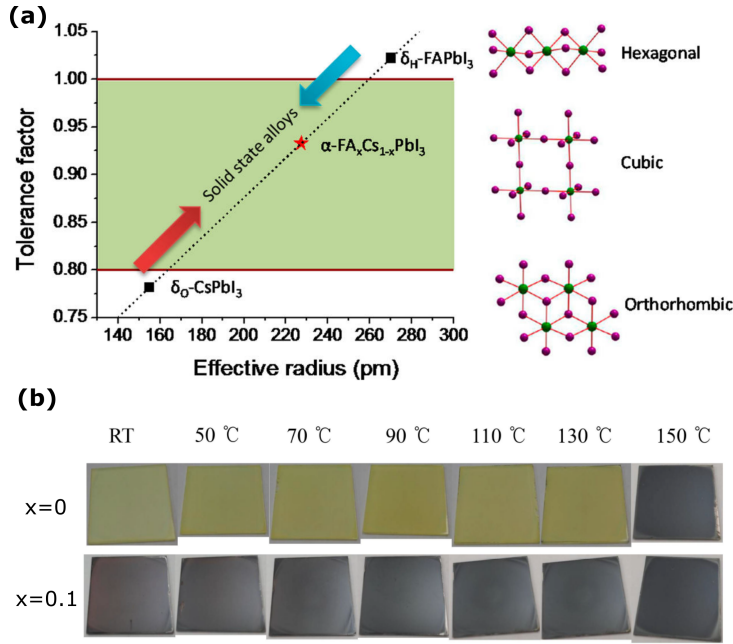 (a)
1.05
1.00
0.95
0.90
0.85
0.80
0.75
Tolerance factor
140 160 180 200 220 240 260 280 300
Effective radius (pm)
δH-FAPbI3
Solid state alloys
α-FAxCs1-xPbI3
δO-CsPbI3
Hexagonal
Cubic
Orthorhombic
(b)
RT 50 ℃ 70 ℃ 90 ℃ 110 ℃ 130 ℃ 150 ℃
x=0
x=0.1